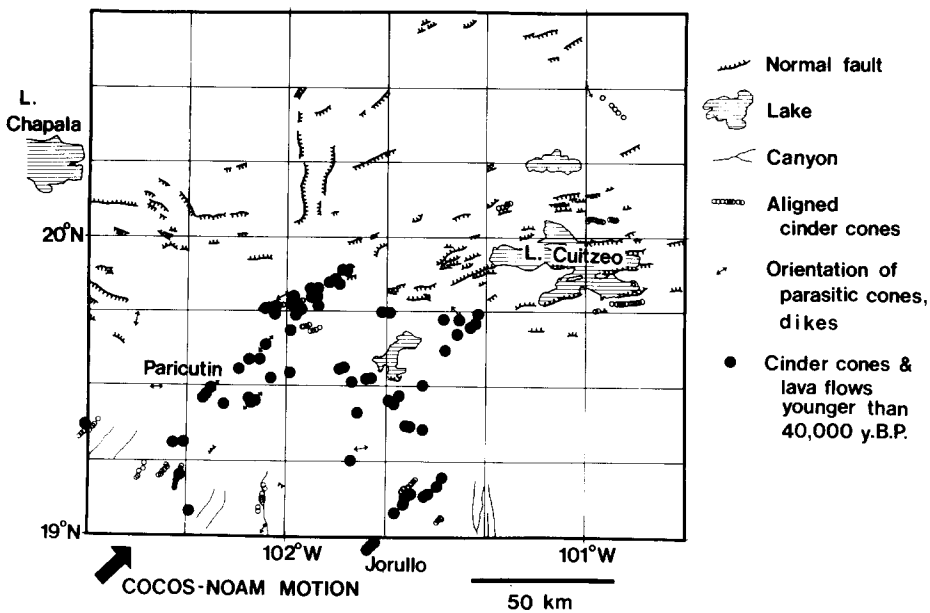 L.
Chapala
20°N
19°N
102°W
101°W
L. Cuitzeo
Paricutin
Jorullo
COCOS-NOAM MOTION
50 km
Normal fault
Lake
Canyon
Aligned
cinder cones
Orientation of
parasitic cones,
dikes
Cinder cones &
lava flows
younger than
40,000 y.B.P.